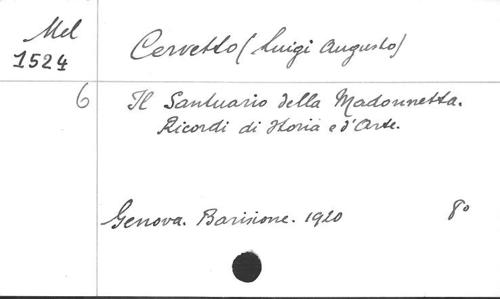 Mel
1524
Cervetto (Luigi Augusto)
6
Il Santuario della Madonnetta.
Ricordi di Storia e d'Arte.
Genova. Barisione. 1920 8°